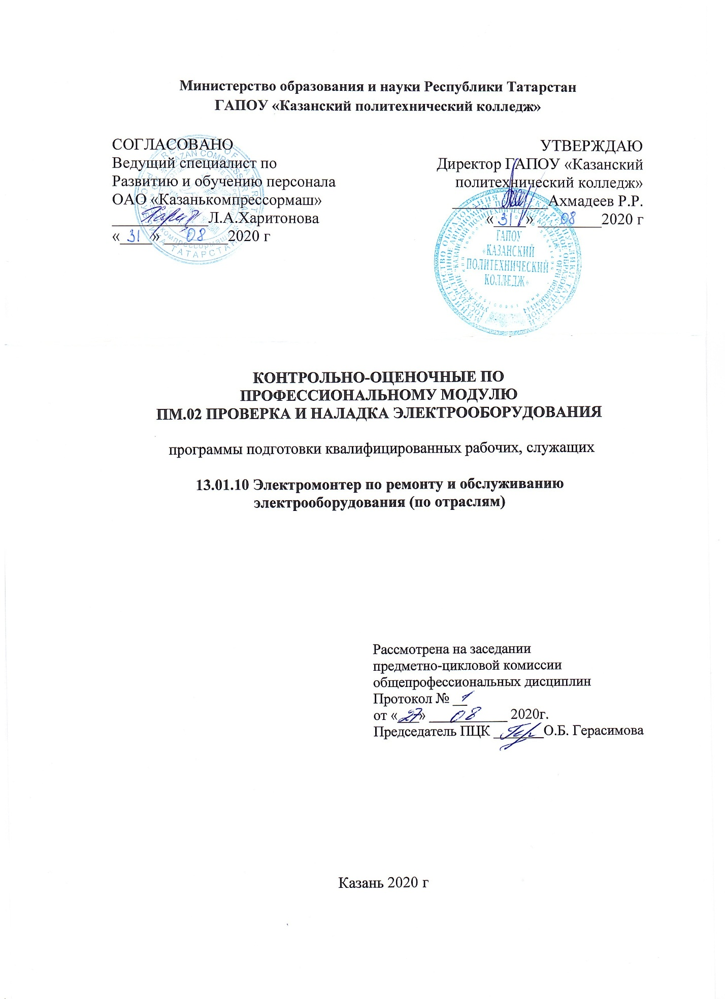 Министерство образования и науки Республики Татарстан
ГАПОУ «Казанский политехнический колледж»
СОГЛАСОВАНО
Ведущий специалист по
Развитию и обучению персонала
ОАО «Казанькомпрессормаш»
____________Л.А.Харитонова
«31» 08 2020 г
УТВЕРЖДАЮ
Директор ГАПОУ «Казанский
политехнический колледж»
____________Ахмадеев Р.Р.
«31» 08 2020 г
ГАПОУ
«КАЗАНСКИЙ
ПОЛИТЕХНИЧЕСКИЙ
КОЛЛЕДЖ»
КОНТРОЛЬНО-ОЦЕНОЧНЫЕ ПО
ПРОФЕССИОНАЛЬНОМУ МОДУЛЮ
ПМ.02 ПРОВЕРКА И НАЛАДКА ЭЛЕКТРООБОРУДОВАНИЯ
программы подготовки квалифицированных рабочих, служащих
13.01.10 Электромонтер по ремонту и обслуживанию
электрооборудования (по отраслям)
Рассмотрена на заседании
предметно-цикловой комиссии
общепрофессиональных дисциплин
Протокол № 1
от «27» 08 2020г.
Председатель ПЦК _______О.Б. Герасимова
Казань 2020 г